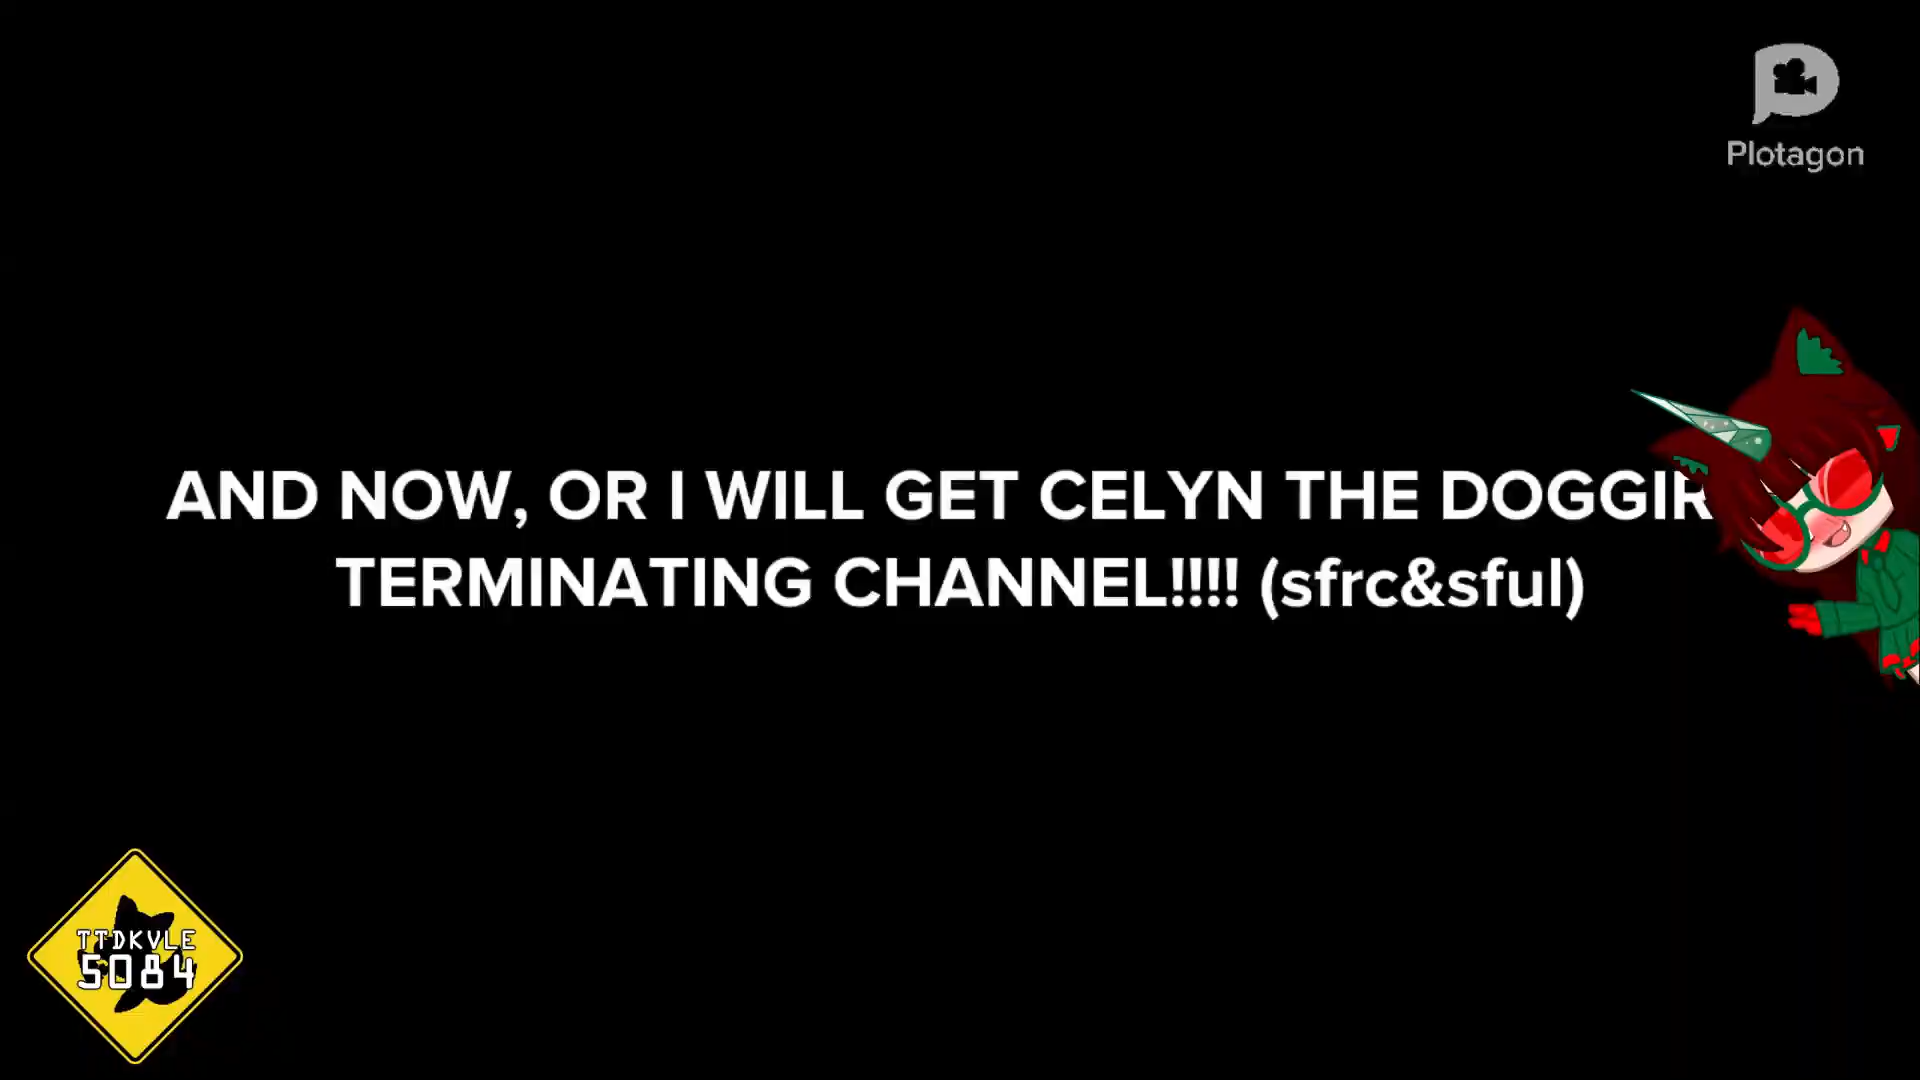 Plotagon
AND NOW, OR I WILL GET CELYN THE DOGGIR
TERMINATING CHANNEL!!!! (sfrc&sful)
TTDKVLE
5084